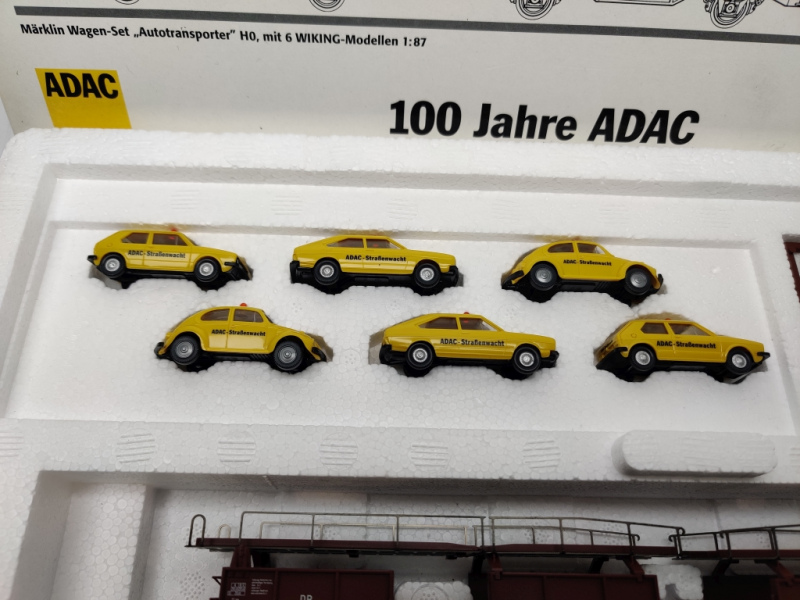 Märklin Wagen-Set „Autotransporter" H0, mit 6 WIKING-Modellen 1:87
ADAC
100 Jahre ADAC
ADAC-Straßenwacht
ADAC-Straßenwacht
ADAC-Straßenwacht
ADAC-Straßenwacht
ADAC-Straßenwacht
ADAC-Straßenwacht
DB